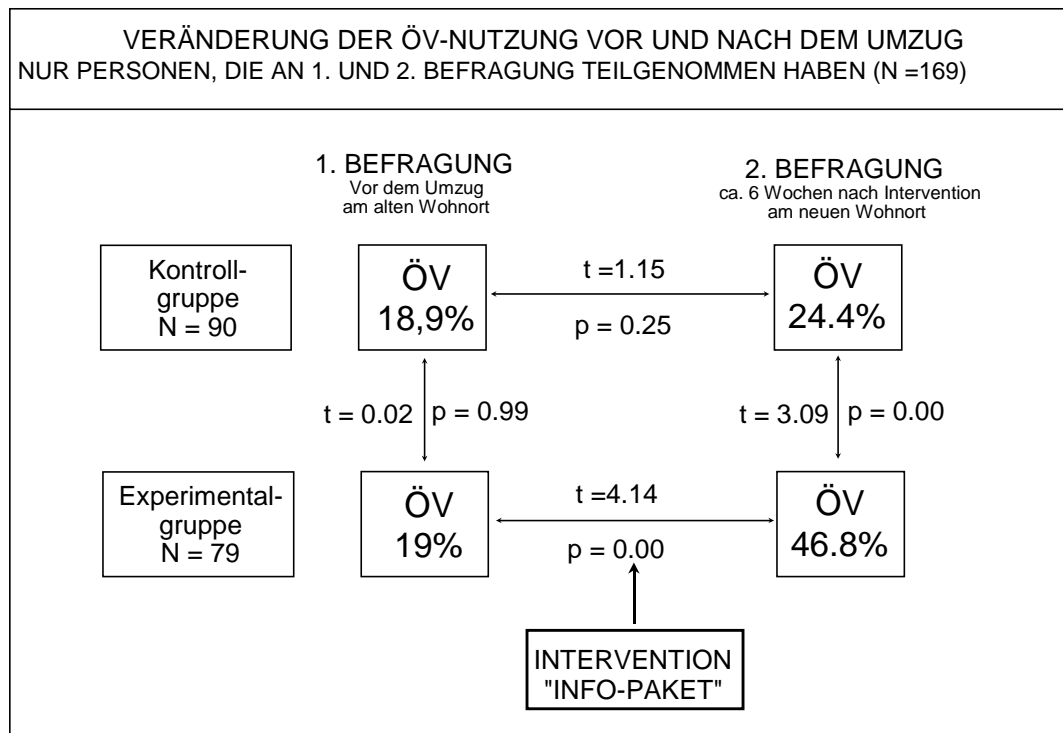 VERÄNDERUNG DER ÖV-NUTZUNG VOR UND NACH DEM UMZUG
NUR PERSONEN, DIE AN 1. UND 2. BEFRAGUNG TEILGENOMMEN HABEN (N =169)
1. BEFRAGUNG
Vor dem Umzug
am alten Wohnort
2. BEFRAGUNG
ca. 6 Wochen nach Intervention
am neuen Wohnort
Kontroll-
gruppe
N = 90
ÖV
18,9%
t =1.15
p = 0.25
ÖV
24.4%
t = 0.02
p = 0.99
t = 3.09
p = 0.00
Experimental-
gruppe
N = 79
ÖV
19%
t =4.14
p = 0.00
ÖV
46.8%
INTERVENTION
"INFO-PAKET"